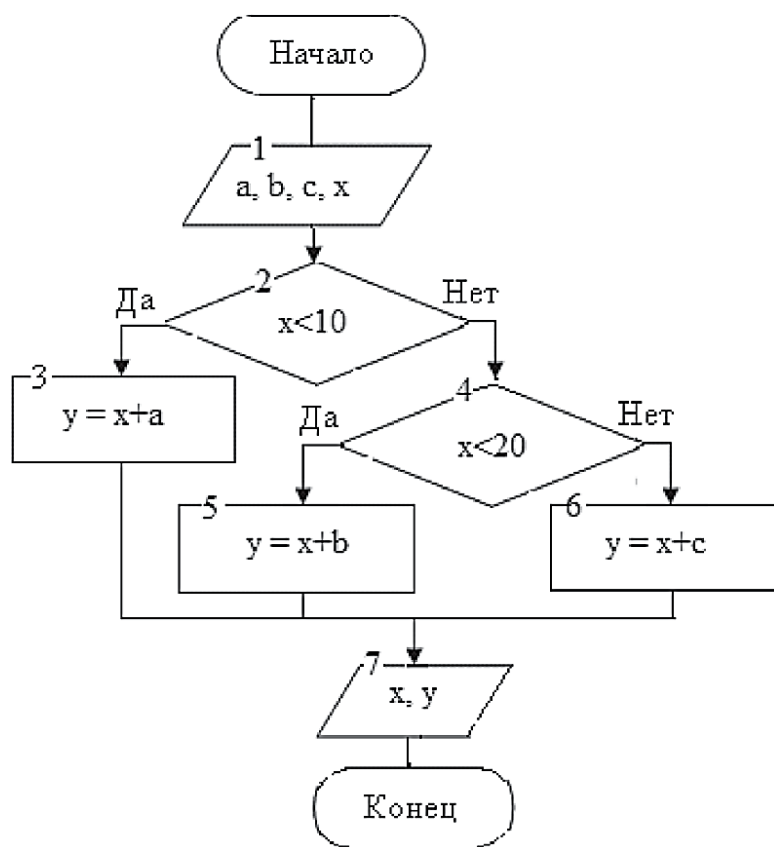 Начало
1
a, b, c, x
2
Да
x<10
Нет
3
y = x+a
4
Да
x<20
Нет
5
y = x+b
6
y = x+c
7
x, y
Конец